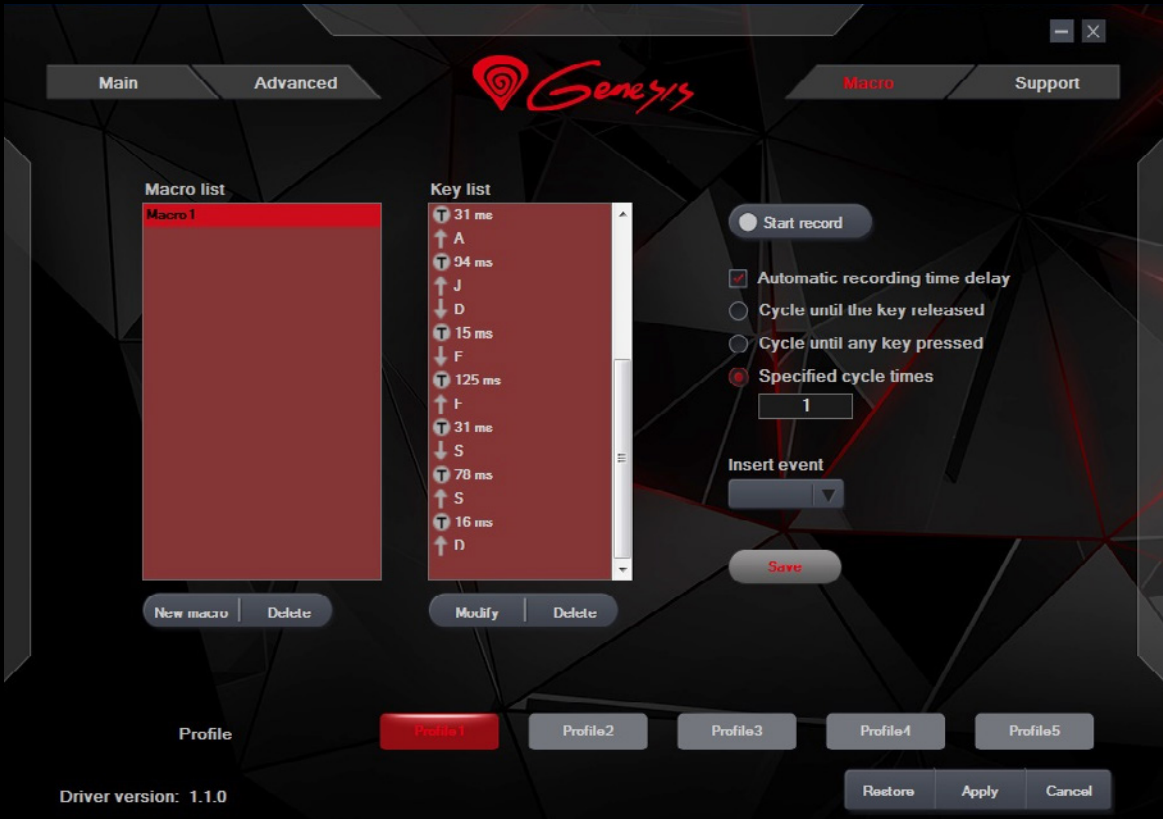 Main
Advanced
Genesis
Macro
Support
Macro list
Macro1
Key list
T 31 ms
A
T 94 ms
J
D
T 15 ms
F
T 125 ms
F
T 31 ms
S
T 78 ms
S
T 16 ms
D
Start record
Automatic recording time delay
Cycle until the key released
Cycle until any key pressed
Specified cycle times
1
Insert event
Save
New macro
Delete
Modify
Delete
Profile
Profile1
Profile2
Profile3
Profile4
Profile5
Driver version: 1.1.0
Restore
Apply
Cancel